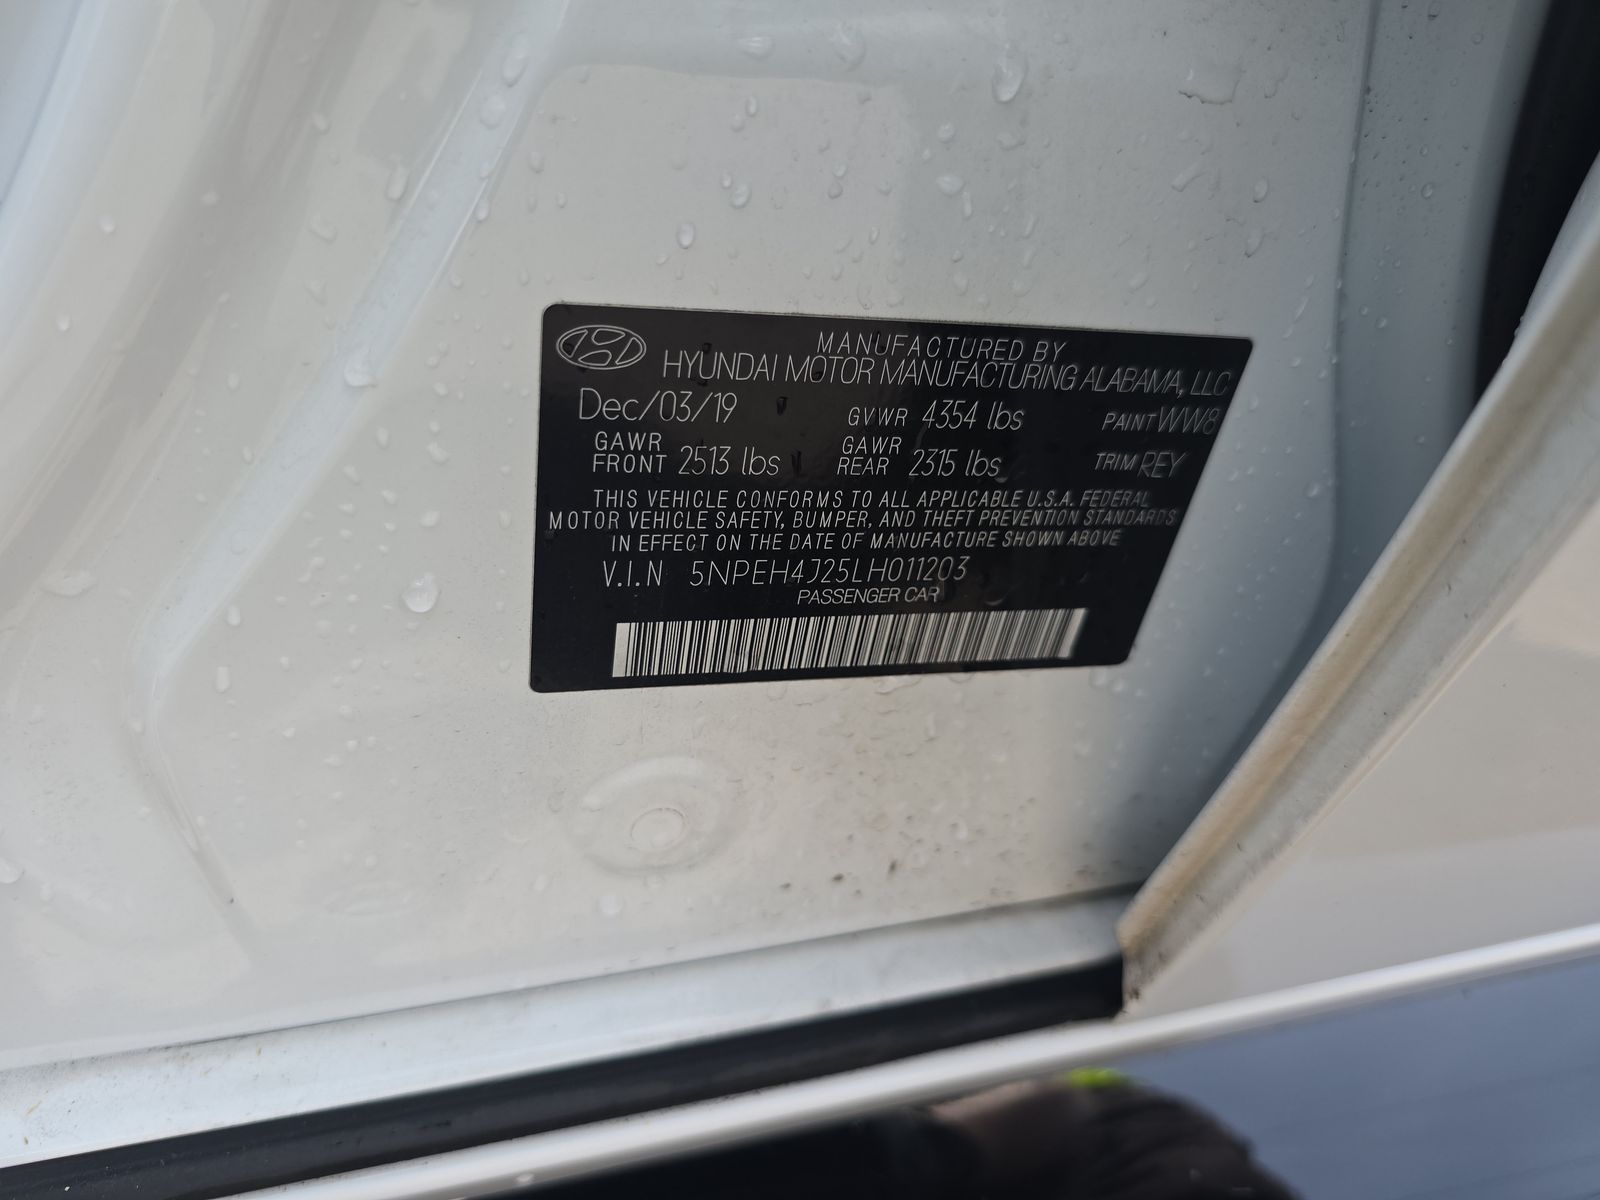 MANUFACTURED BY
HYUNDAI MOTOR MANUFACTURING ALABAMA, LLC
Dec/03/19 GVWR 4354 lbs PAINT WW8
GAWR FRONT 2513 lbs GAWR REAR 2315 lbs TRIM REY
THIS VEHICLE CONFORMS TO ALL APPLICABLE U.S.A. FEDERAL
MOTOR VEHICLE SAFETY, BUMPER, AND THEFT PREVENTION STANDARDS
IN EFFECT ON THE DATE OF MANUFACTURE SHOWN ABOVE
V.I.N 5NPEH4J25LH011203
PASSENGER CAR